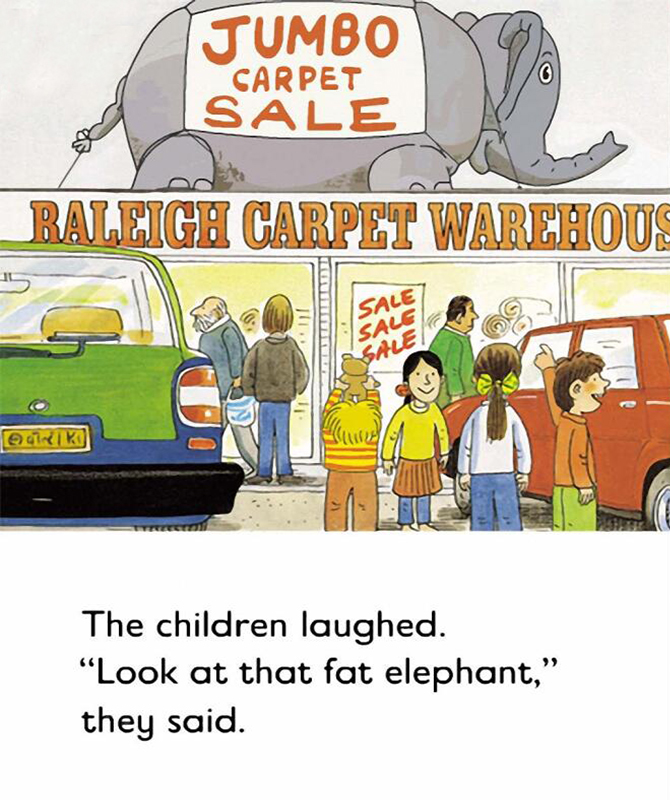 JUMBO
CARPET
SALE
RALEIGH CARPET WAREHOUS
SALE
SALE
SALE
The children laughed.
“Look at that fat elephant,”
they said.